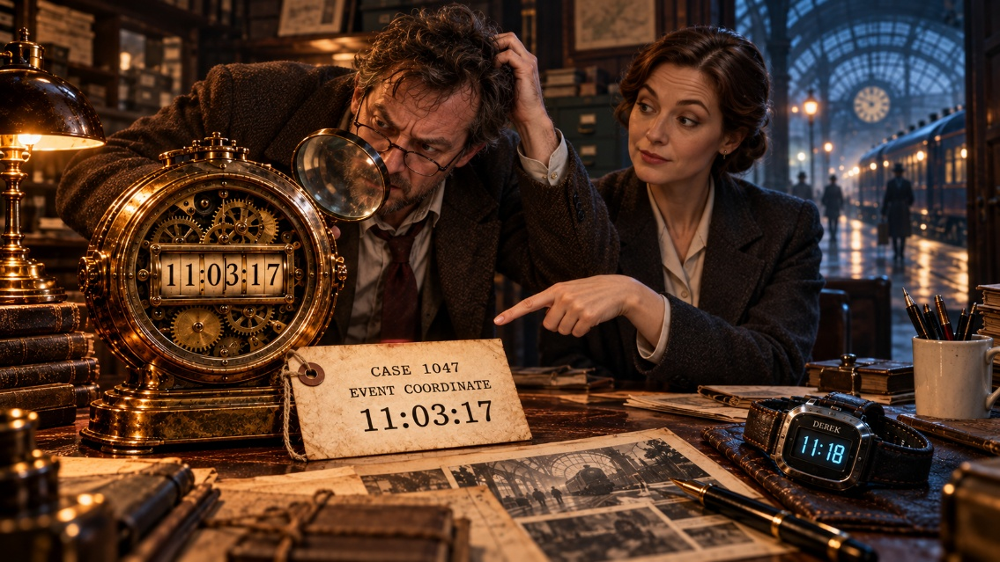 11:03:17
CASE 1047
EVENT COORDINATE
11:03:17
DEREK
11:18